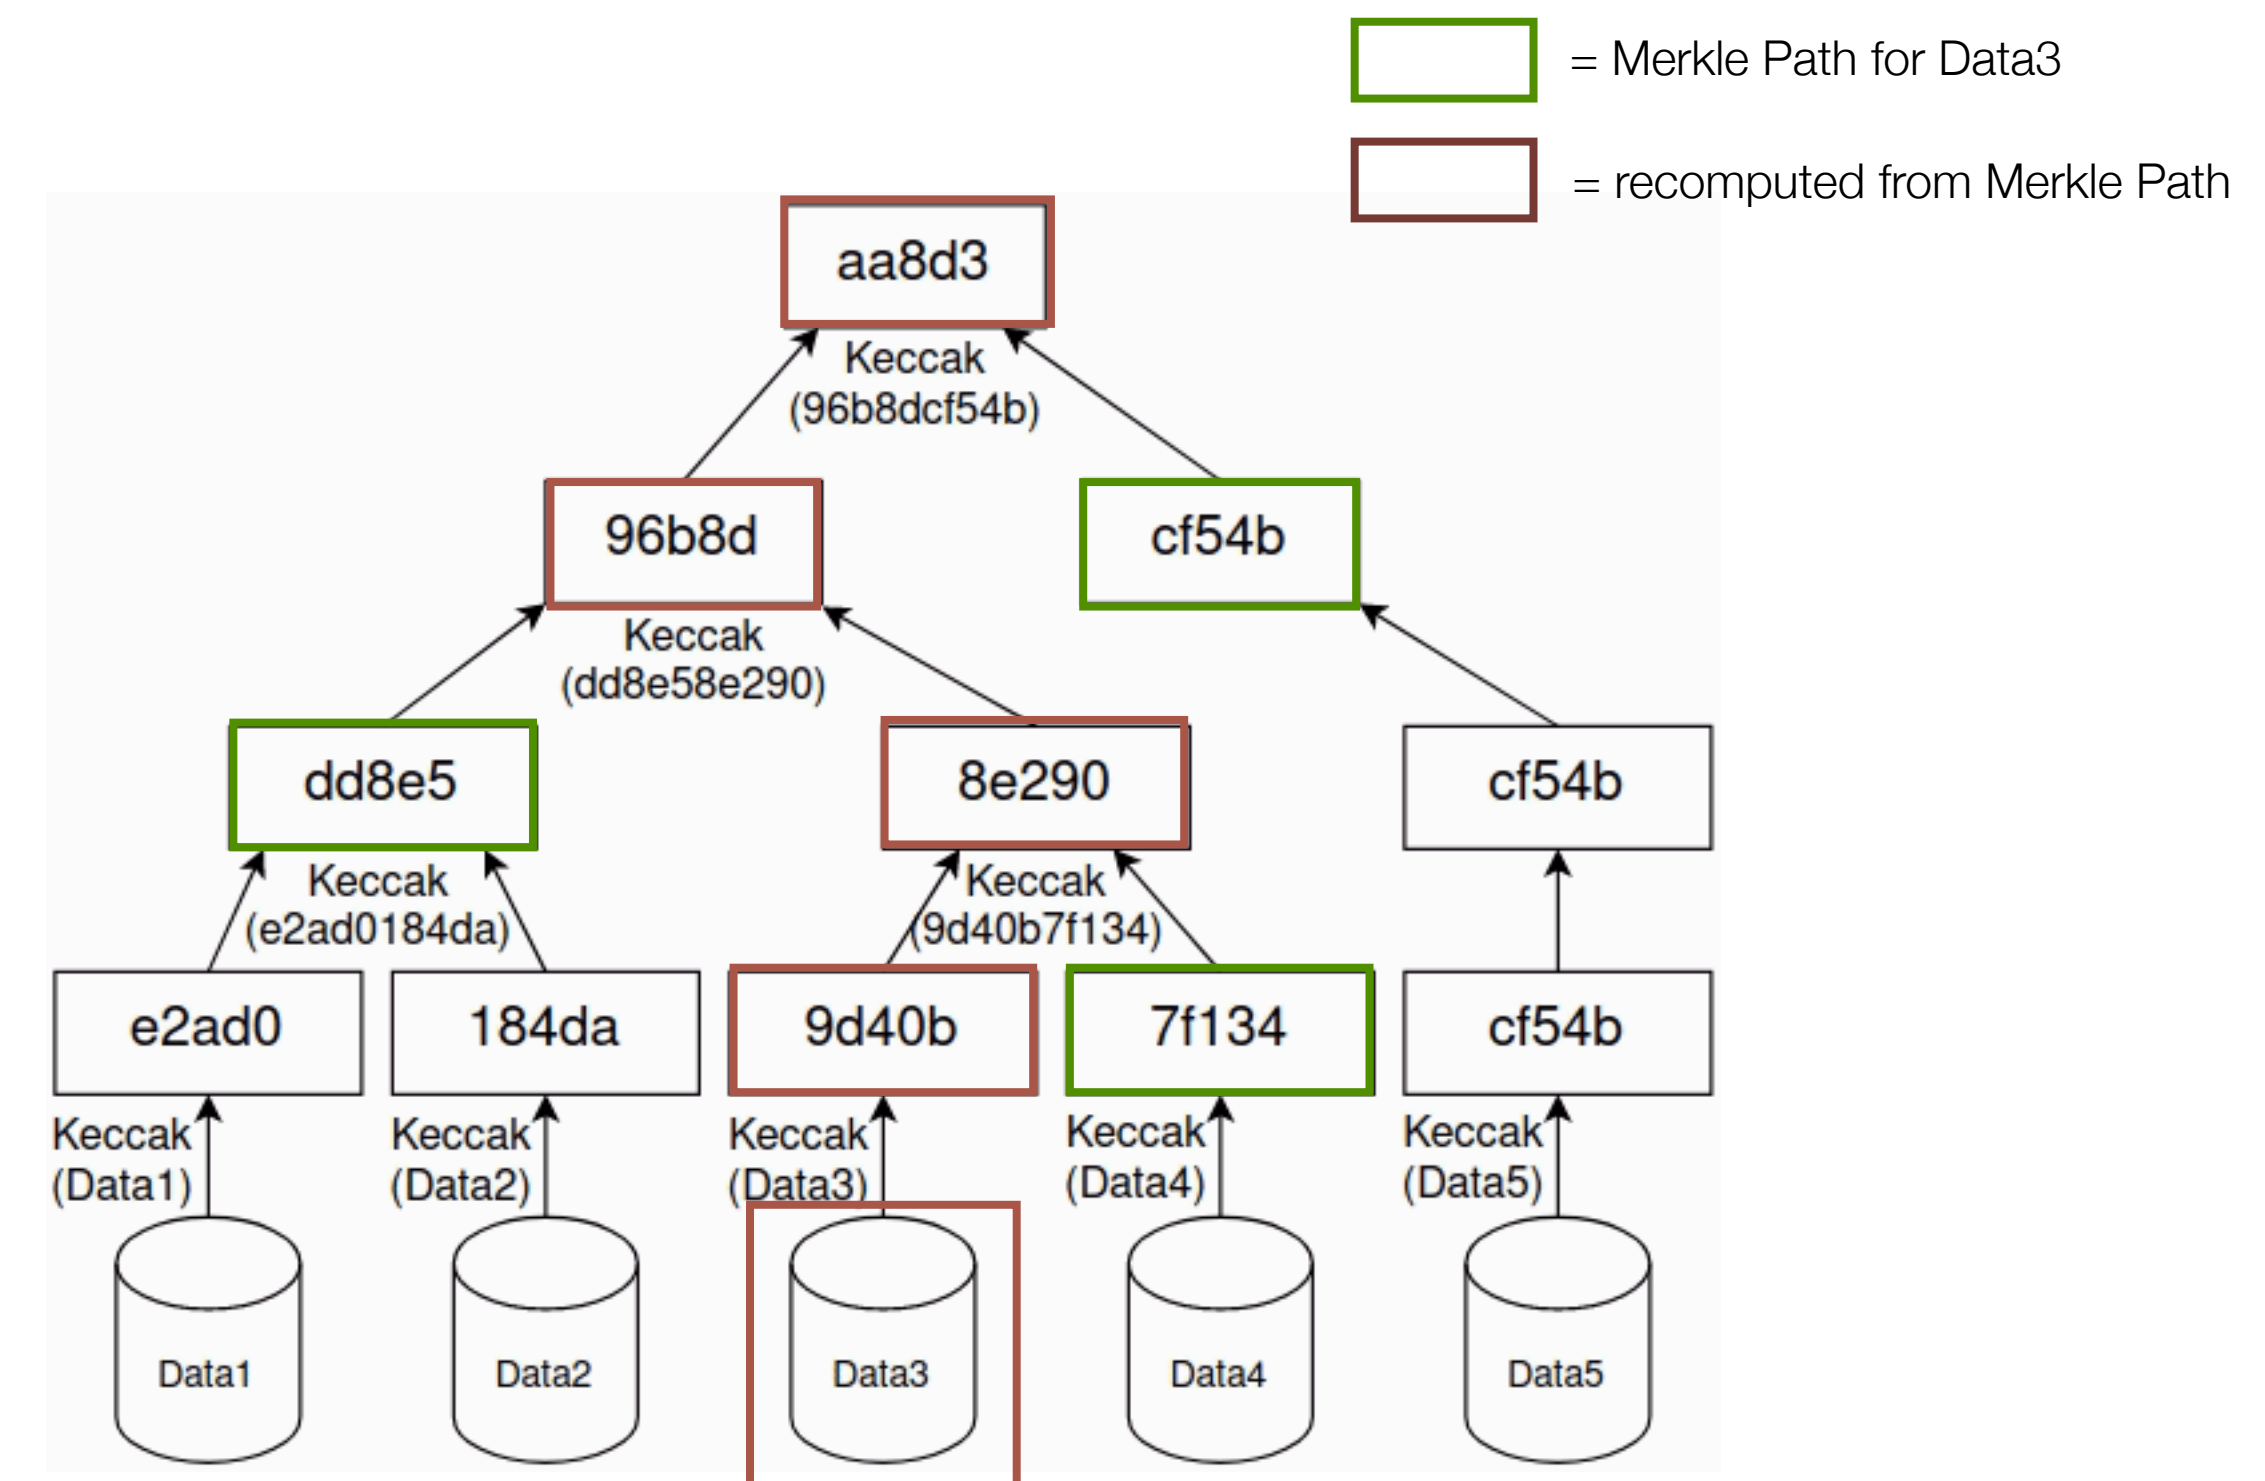 = Merkle Path for Data3
= recomputed from Merkle Path
aa8d3
Keccak
(96b8dcf54b)
96b8d
cf54b
Keccak
(dd8e58e290)
dd8e5
8e290
cf54b
Keccak
(e2ad0184da)
Keccak
(9d40b7f134)
e2ad0
184da
9d40b
7f134
cf54b
Keccak
(Data1)
Keccak
(Data2)
Keccak
(Data3)
Keccak
(Data4)
Keccak
(Data5)
Data1
Data2
Data3
Data4
Data5